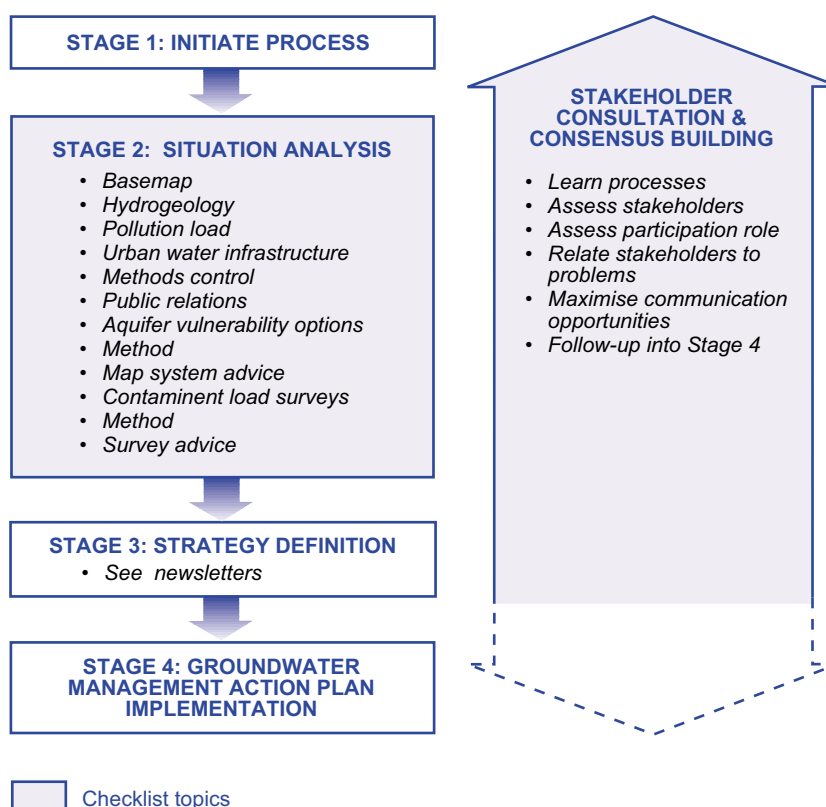 STAGE 1: INITIATE PROCESS
STAGE 2: SITUATION ANALYSIS
• Basemap
• Hydrogeology
• Pollution load
• Urban water infrastructure
• Methods control
• Public relations
• Aquifer vulnerability options
• Method
• Map system advice
• Contaminent load surveys
• Method
• Survey advice
STAGE 3: STRATEGY DEFINITION
• See newsletters
STAGE 4: GROUNDWATER
MANAGEMENT ACTION PLAN
IMPLEMENTATION
STAKEHOLDER
CONSULTATION &
CONSENSUS BUILDING
• Learn processes
• Assess stakeholders
• Assess participation role
• Relate stakeholders to
problems
• Maximise communication
opportunities
• Follow-up into Stage 4
Checklist topics